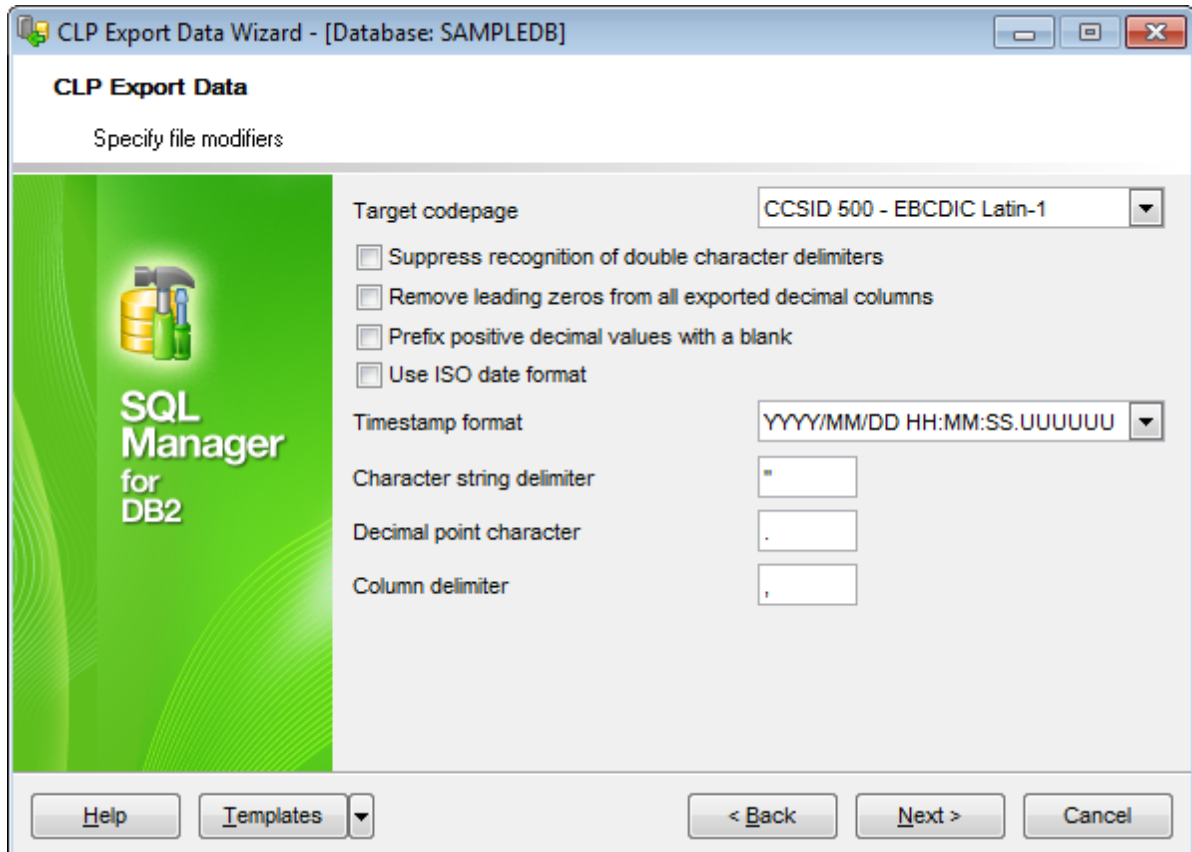 CLP Export Data Wizard - [Database: SAMPLEDB]
CLP Export Data
Specify file modifiers
Target codepage
CCSID 500 - EBCDIC Latin-1
Suppress recognition of double character delimiters
Remove leading zeros from all exported decimal columns
Prefix positive decimal values with a blank
Use ISO date format
Timestamp format
YYYY/MM/DD HH:MM:SS.UUUUUU
Character string delimiter
"
Decimal point character
.
Column delimiter
,
SQL
Manager
for
DB2
Help
Templates
< Back
Next >
Cancel